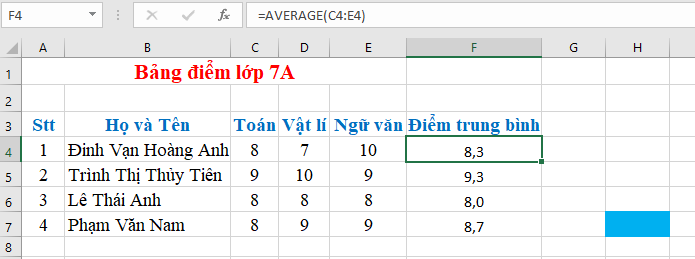 F4 fx =AVERAGE(C4:E4)
A B C D E F G H
1 Bảng điểm lớp 7A
2
3 Stt Họ và Tên Toán Vật lí Ngữ văn Điểm trung bình
4 1 Đinh Vạn Hoàng Anh 8 7 10 8,3
5 2 Trình Thị Thủy Tiên 9 10 9 9,3
6 3 Lê Thái Anh 8 8 8 8,0
7 4 Phạm Văn Nam 8 9 9 8,7
8